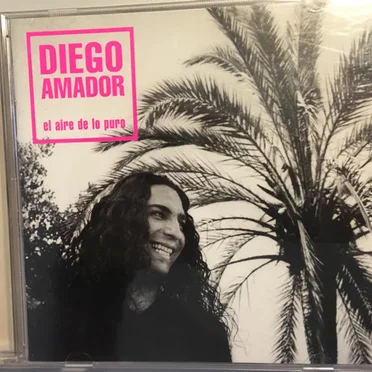 DIEGO
AMADOR
el aire de lo puro